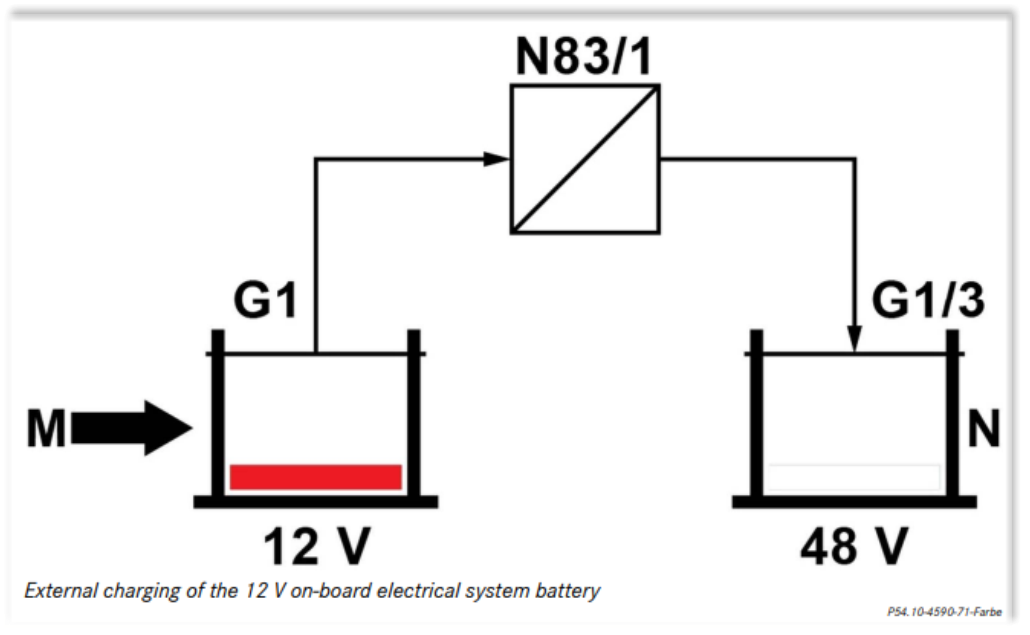 N83/1
G1
G1/3
M
N
12 V
48 V
External charging of the 12 V on-board electrical system battery
P54.10-4590-71-Farbe